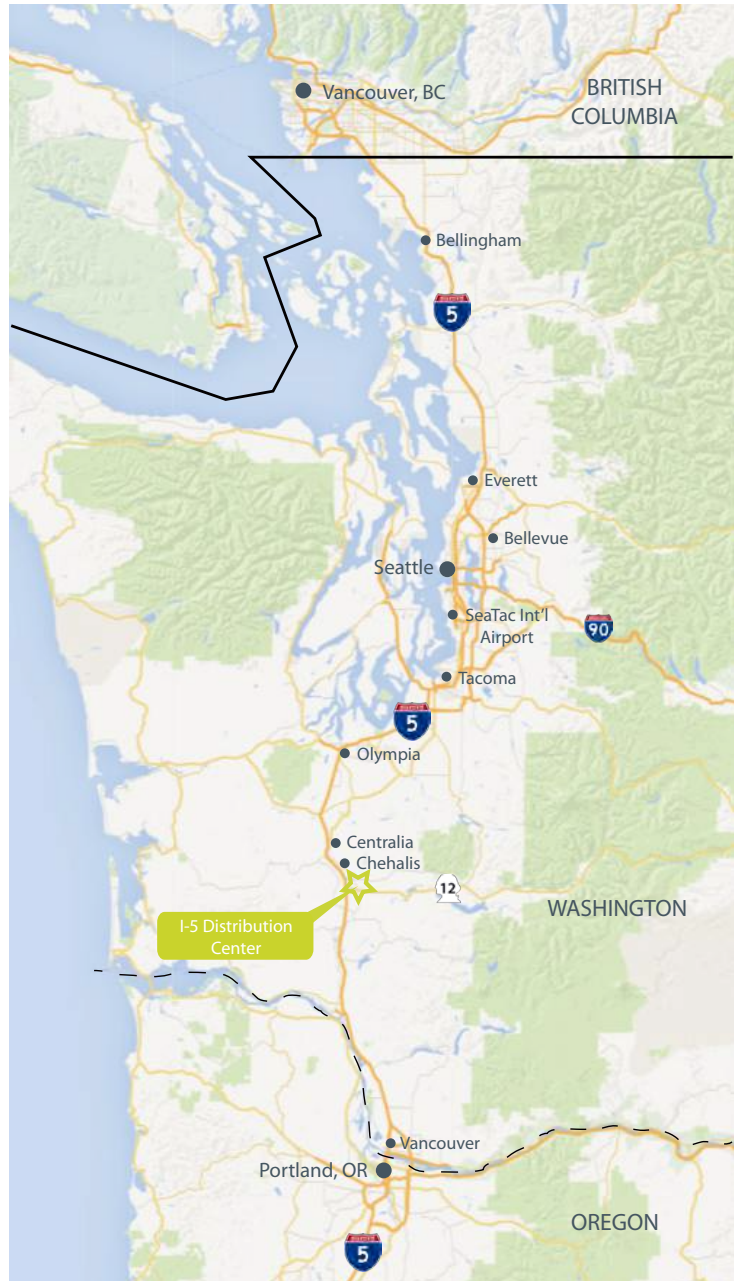 Vancouver, BC
BRITISH
COLUMBIA
Bellingham
5
Everett
Bellevue
Seattle
SeaTac Int'l
Airport
90
Tacoma
5
Olympia
Centralia
Chehalis
12
I-5 Distribution
Center
WASHINGTON
Vancouver
Portland, OR
OREGON
5